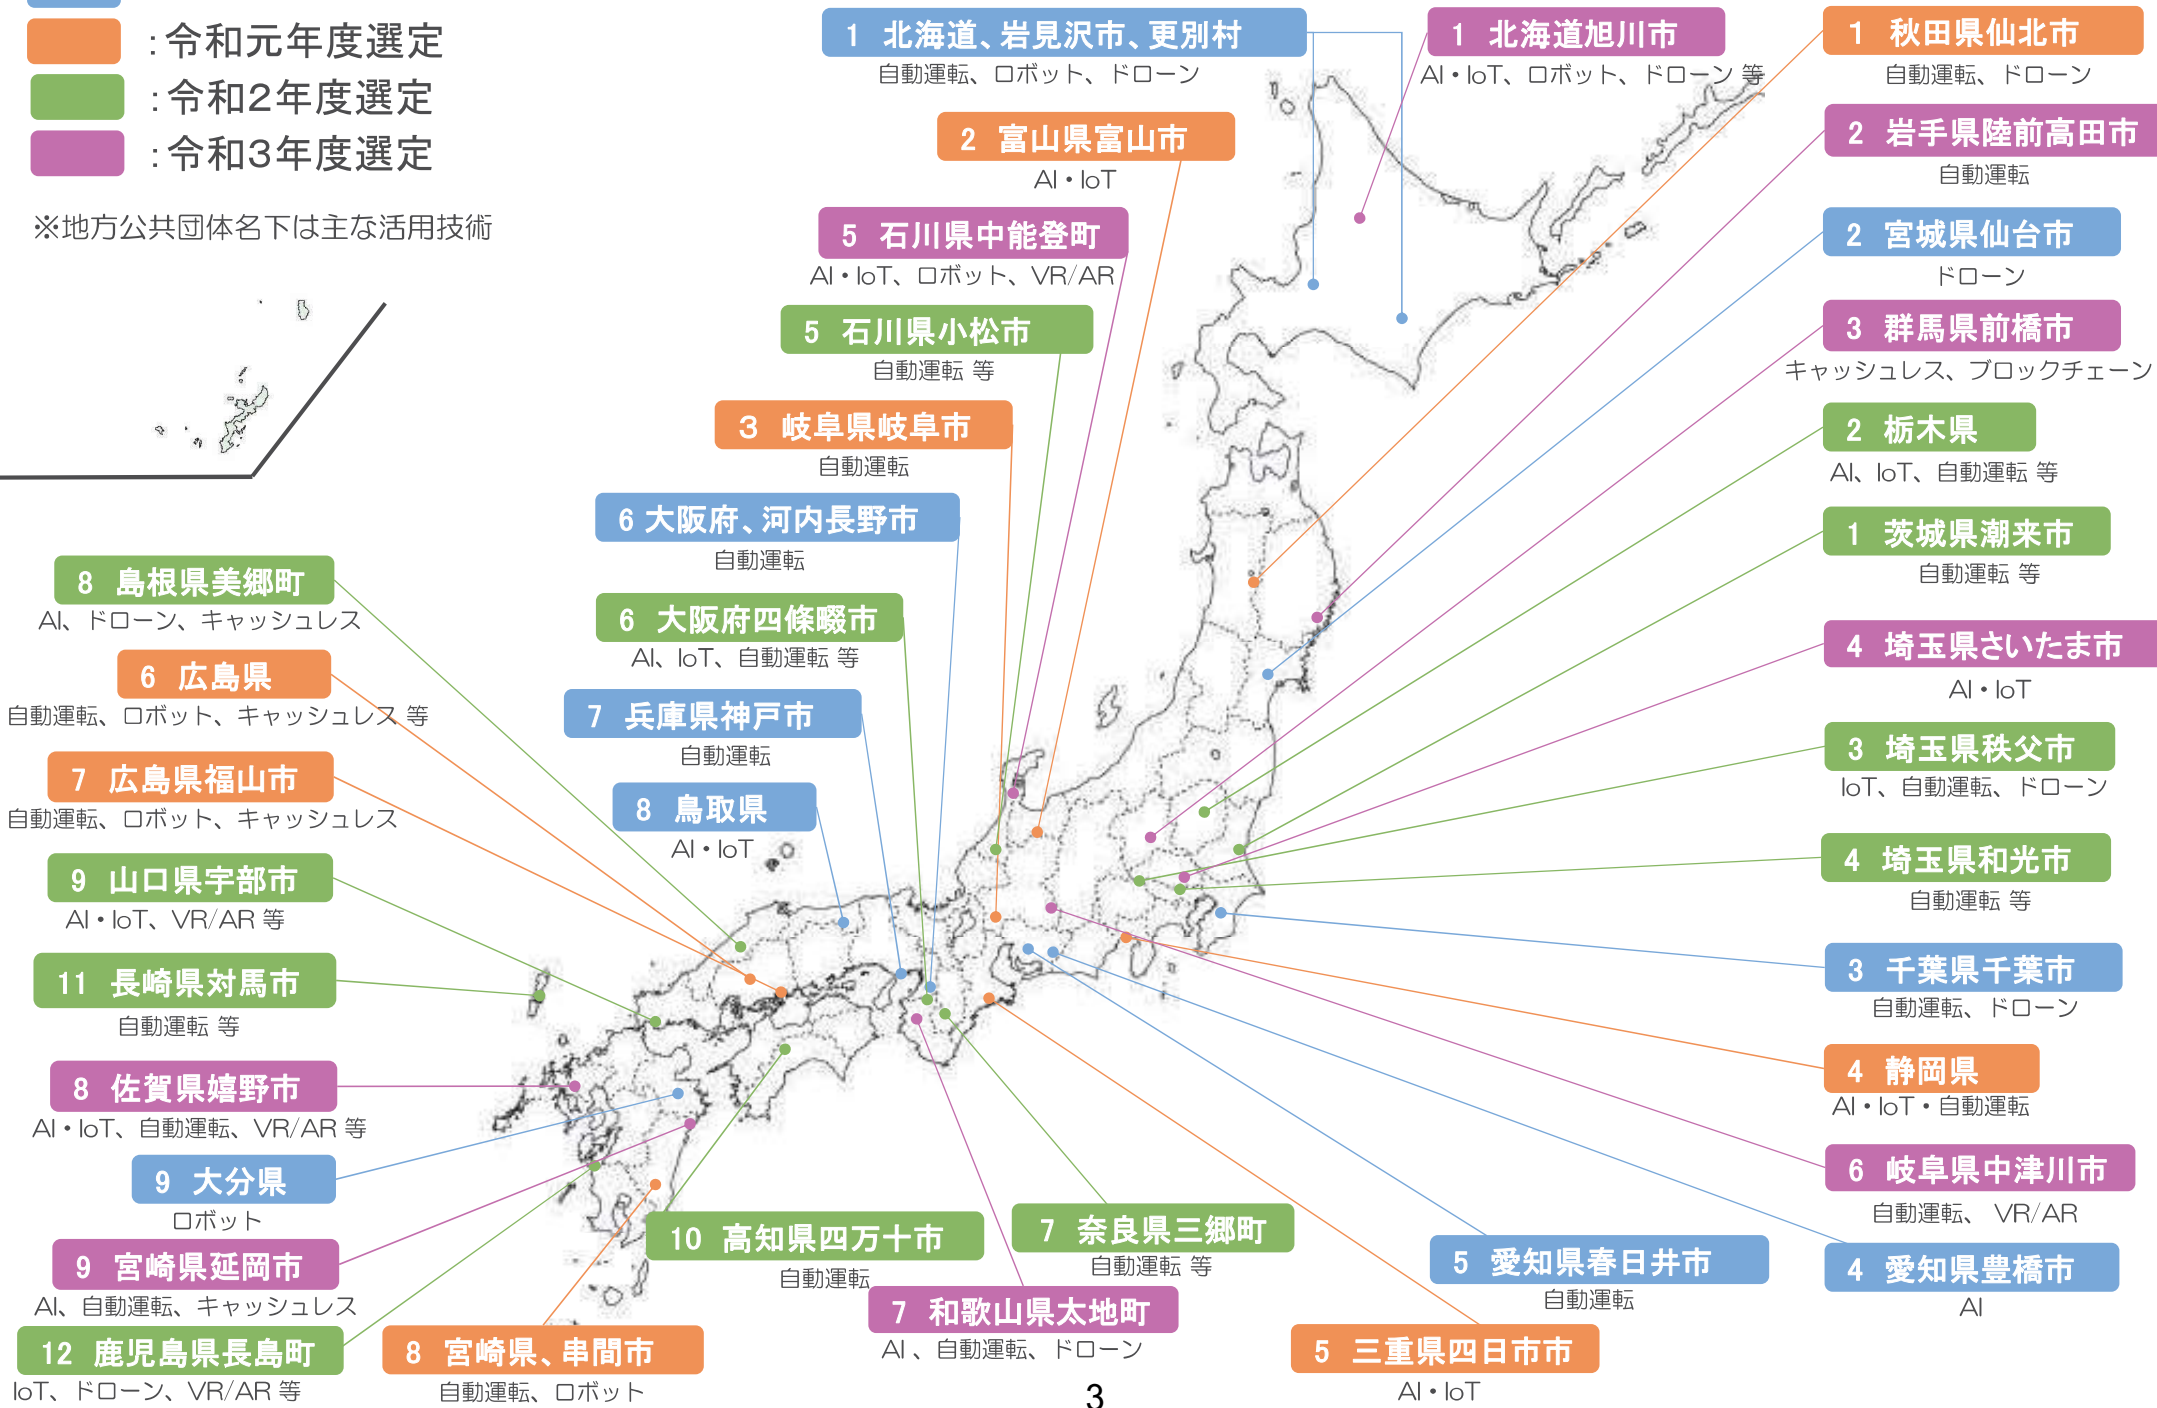 ：令和元年度選定
：令和２年度選定
：令和３年度選定
※地方公共団体名下は主な活用技術
1 北海道、岩見沢市、更別村
自動運転、ロボット、ドローン
1 北海道旭川市
AI・IoT、ロボット、ドローン 等
1 秋田県仙北市
自動運転、ドローン
2 富山県富山市
AI・IoT
2 岩手県陸前高田市
自動運転
5 石川県中能登町
AI・IoT、ロボット、VR/AR
2 宮城県仙台市
ドローン
5 石川県小松市
自動運転 等
3 群馬県前橋市
キャッシュレス、ブロックチェーン
3 岐阜県岐阜市
自動運転
2 栃木県
AI、IoT、自動運転 等
6 大阪府、河内長野市
自動運転
1 茨城県潮来市
自動運転 等
8 島根県美郷町
AI、ドローン、キャッシュレス
6 大阪府四條畷市
AI、IoT、自動運転 等
4 埼玉県さいたま市
AI・IoT
6 広島県
自動運転、ロボット、キャッシュレス 等
7 兵庫県神戸市
自動運転
3 埼玉県秩父市
IoT、自動運転、ドローン
7 広島県福山市
自動運転、ロボット、キャッシュレス
8 鳥取県
AI・IoT
4 埼玉県和光市
自動運転 等
9 山口県宇部市
AI・IoT、VR/AR 等
3 千葉県千葉市
自動運転、ドローン
11 長崎県対馬市
自動運転 等
4 静岡県
AI・IoT・自動運転
8 佐賀県嬉野市
AI・IoT、自動運転、VR/AR 等
6 岐阜県中津川市
自動運転、 VR/AR
9 大分県
ロボット
10 高知県四万十市
自動運転
7 奈良県三郷町
自動運転 等
5 愛知県春日井市
自動運転
4 愛知県豊橋市
AI
9 宮崎県延岡市
AI、自動運転、キャッシュレス
7 和歌山県太地町
AI 、自動運転、ドローン
12 鹿児島県長島町
IoT、ドローン、VR/AR 等
8 宮崎県、串間市
自動運転、ロボット
5 三重県四日市市
AI・IoT
3